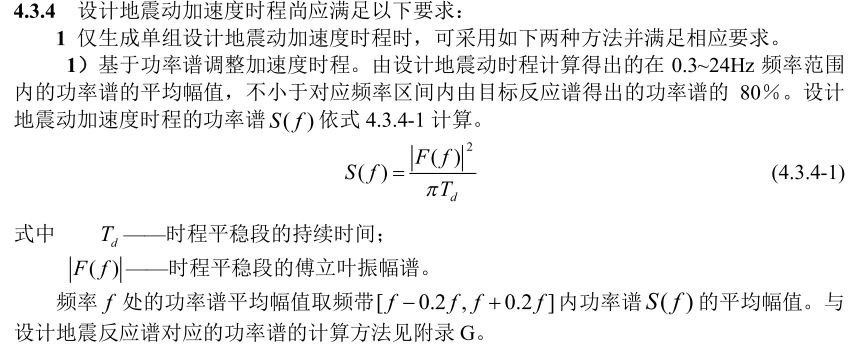 4.3.4 设计地震动加速度时程尚应满足以下要求：
1 仅生成单组设计地震动加速度时程时，可采用如下两种方法并满足相应要求。
1）基于功率谱调整加速度时程。由设计地震动时程计算得出的在 0.3~24Hz 频率范围
内的功率谱的平均幅值，不小于对应频率区间内由目标反应谱得出的功率谱的 80％。设计
地震动加速度时程的功率谱 S(f) 依式 4.3.4-1 计算。
S(f) = |F(f)|² / πT_d (4.3.4-1)
式中 T_d ——时程平稳段的持续时间；
|F(f)| ——时程平稳段的傅立叶振幅谱。
频率 f 处的功率谱平均幅值取频带[f − 0.2f, f + 0.2f]内功率谱 S(f) 的平均幅值。与
设计地震反应谱对应的功率谱的计算方法见附录 G。